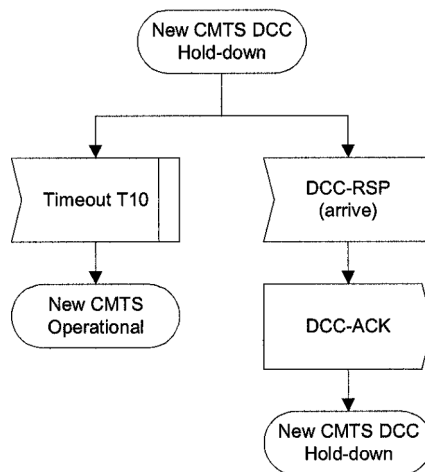 New CMTS DCC
Hold-down
Timeout T10
DCC-RSP
(arrive)
New CMTS
Operational
DCC-ACK
New CMTS DCC
Hold-down